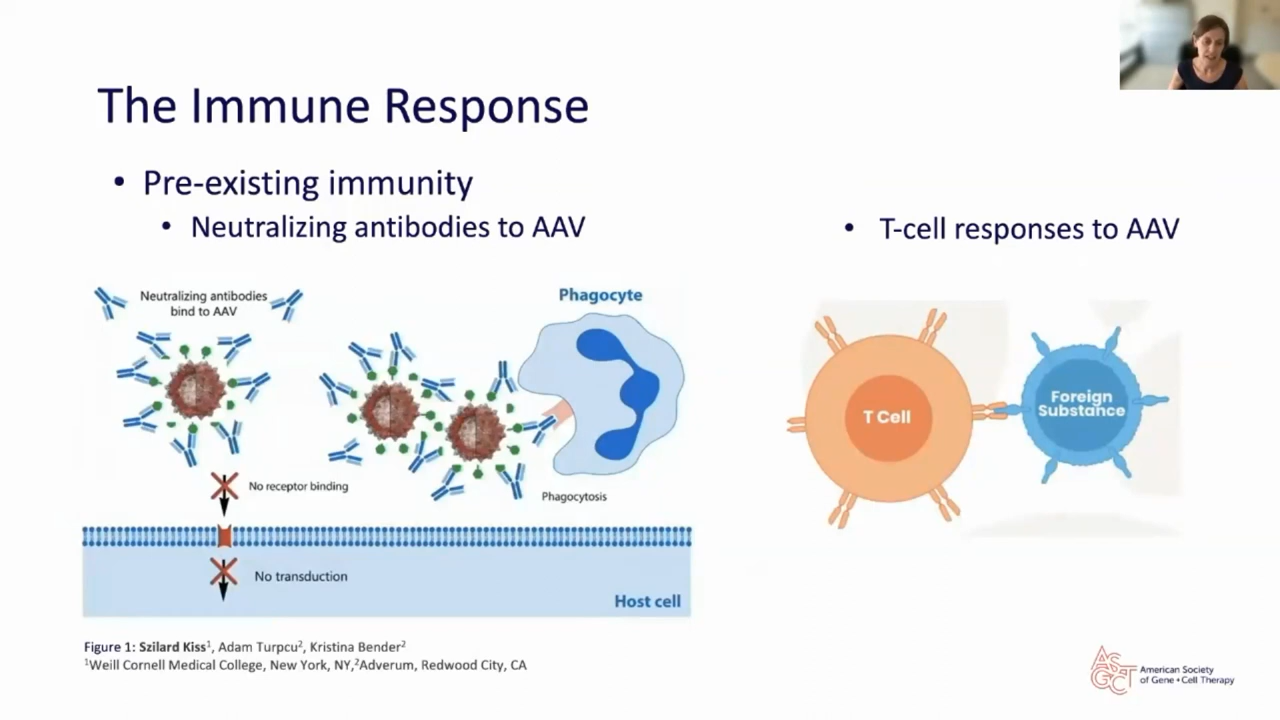 The Immune Response
• Pre-existing immunity
• Neutralizing antibodies to AAV
• T-cell responses to AAV
Neutralizing antibodies
bind to AAV
Phagocyte
No receptor binding
Phagocytosis
No transduction
Host cell
T Cell
Foreign
Substance
Figure 1: Szilard Kiss¹, Adam Turpcu², Kristina Bender²
¹Weill Cornell Medical College, New York, NY,²Adverum, Redwood City, CA
ASGCT
American Society
of Gene + Cell Therapy